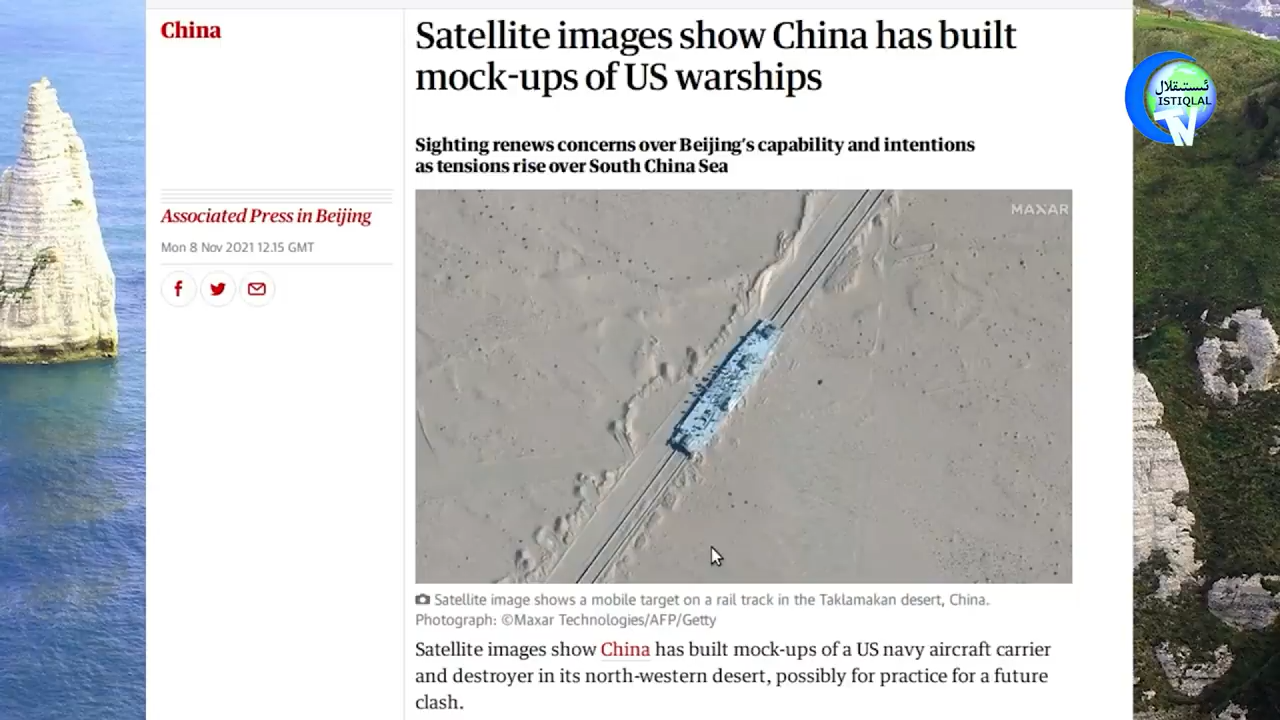 China
Satellite images show China has built
mock-ups of US warships
Sighting renews concerns over Beijing's capability and intentions
as tensions rise over South China Sea
Associated Press in Beijing
Mon 8 Nov 2021 12.15 GMT
MAXAR
Satellite image shows a mobile target on a rail track in the Taklamakan desert, China.
Photograph: ©Maxar Technologies/AFP/Getty
Satellite images show China has built mock-ups of a US navy aircraft carrier
and destroyer in its north-western desert, possibly for practice for a future
clash.
ئىستىقلال
ISTIQLAL
TV